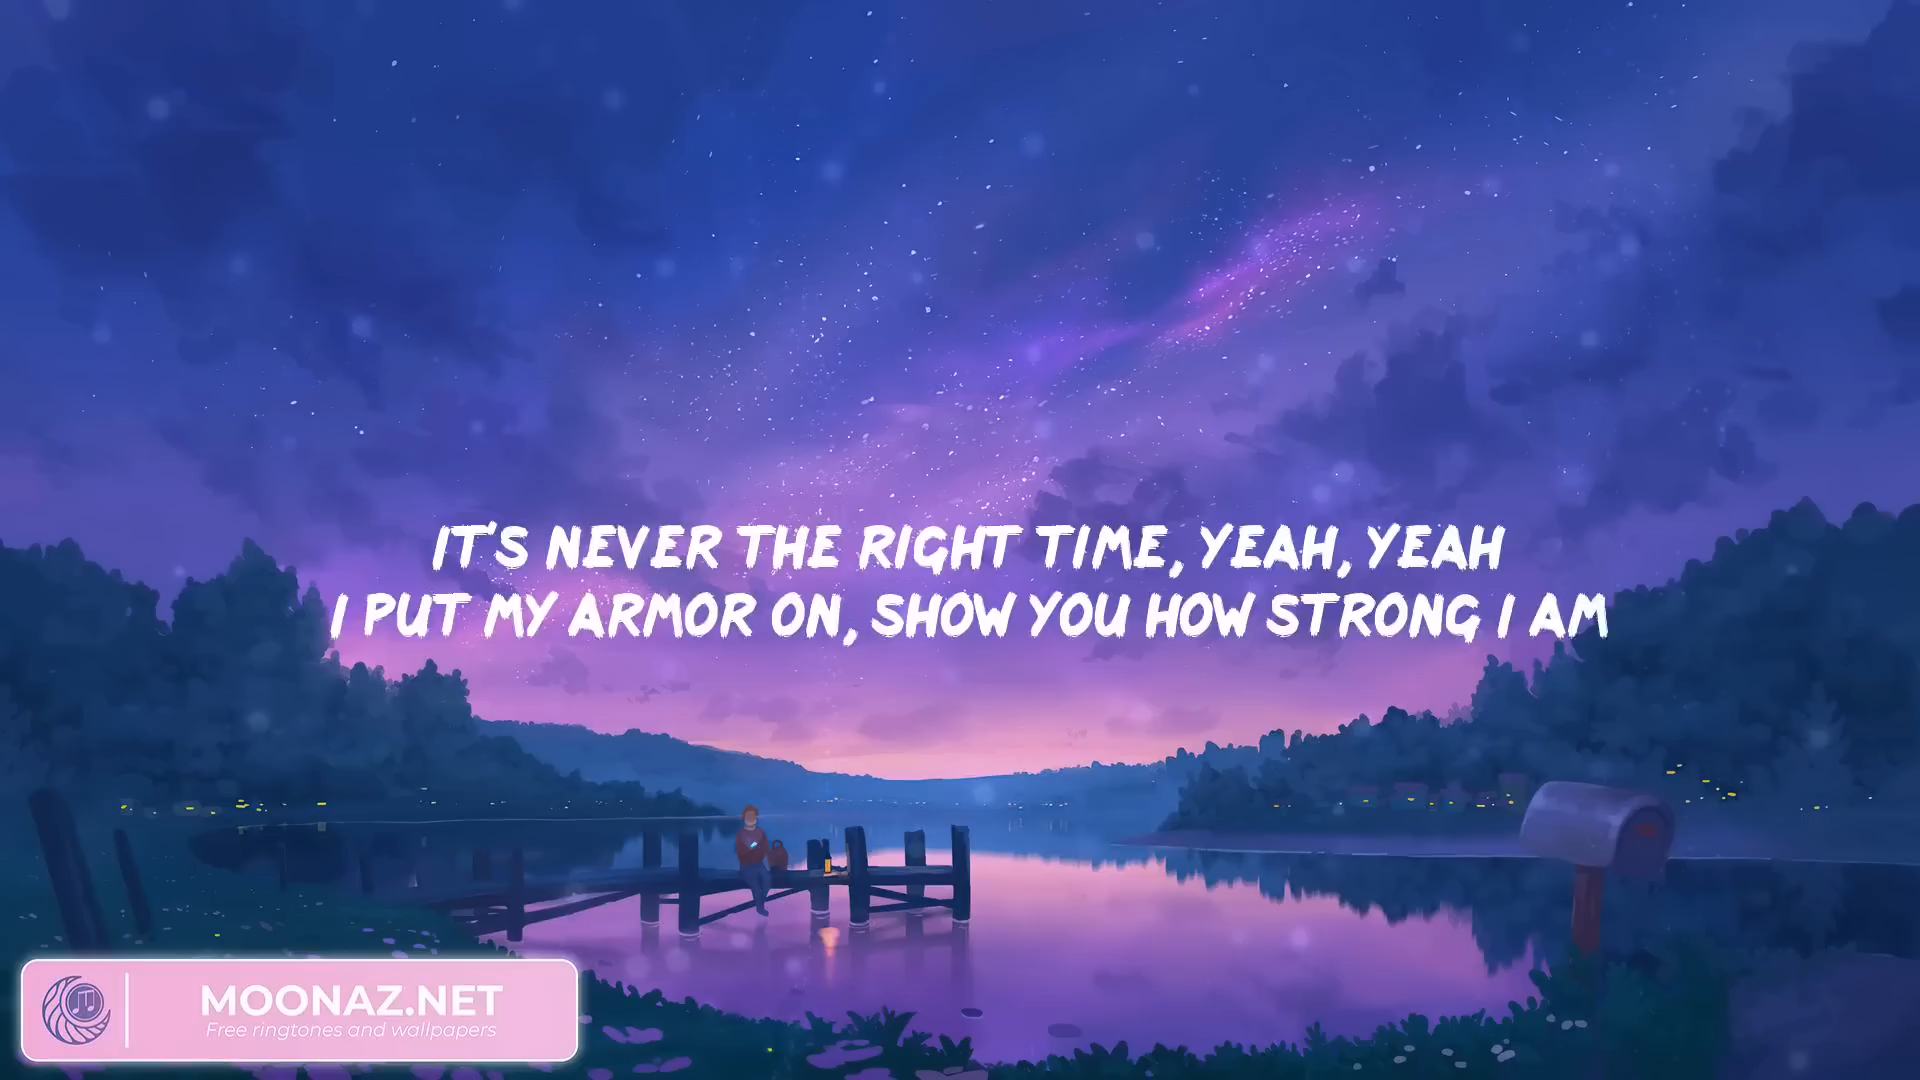 IT'S NEVER THE RIGHT TIME, YEAH, YEAH
I PUT MY ARMOR ON, SHOW YOU HOW STRONG I AM
MOONAZ.NET
Free ringtones and wallpapers